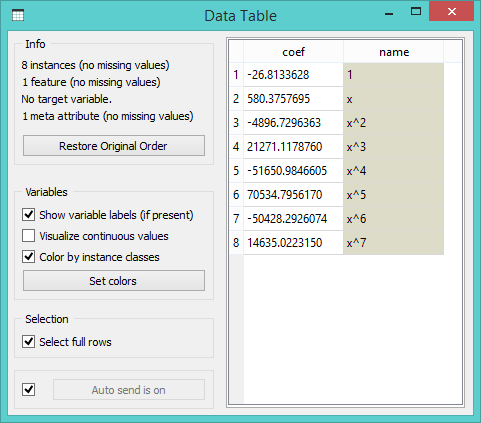 Data Table
Info
8 instances (no missing values)
1 feature (no missing values)
No target variable.
1 meta attribute (no missing values)
Restore Original Order
Variables
Show variable labels (if present)
Visualize continuous values
Color by instance classes
Set colors
Selection
Select full rows
Auto send is on
coef name
1 -26.8133628 1
2 580.3757695 x
3 -4896.7296363 x^2
4 21271.1178760 x^3
5 -51650.9846605 x^4
6 70534.7956170 x^5
7 -50428.2926074 x^6
8 14635.0223150 x^7